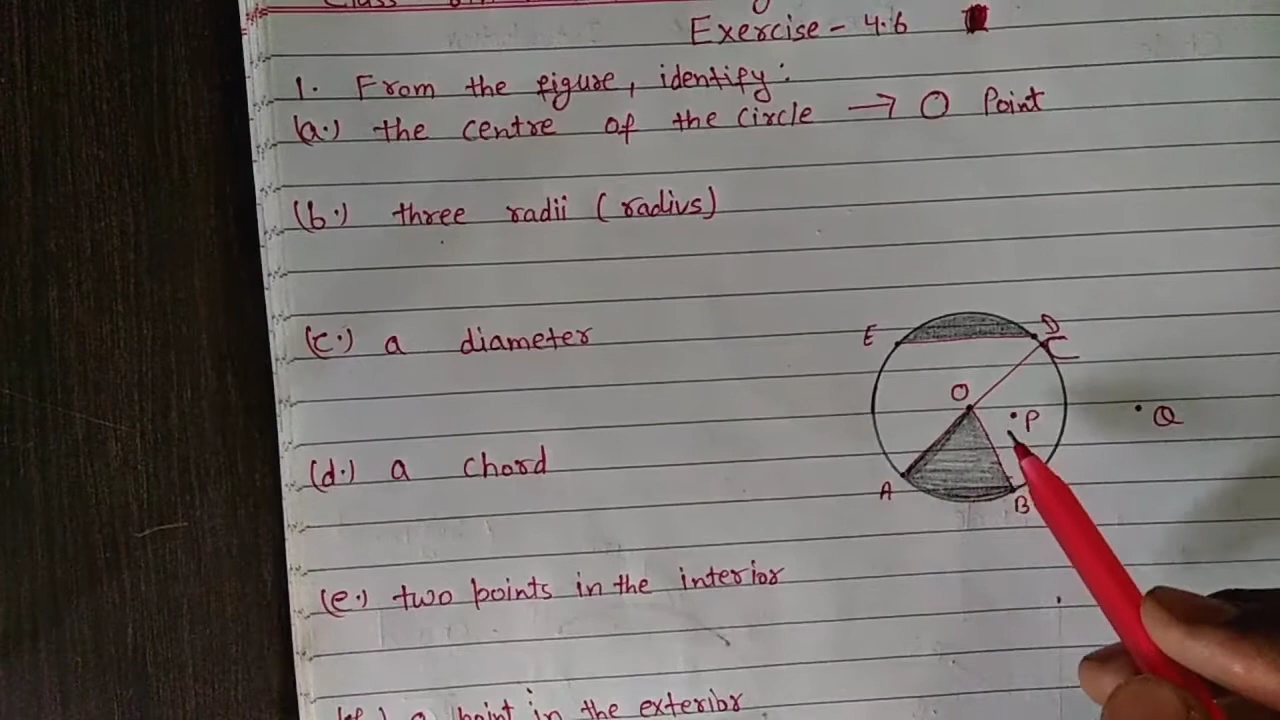 Exercise - 4.6
1. From the figure, identify:
(a.) the centre of the circle → O Point
(b.) three radii (radius)
(c.) a diameter
E D
C
O
P Q
(d.) a chord
A B
(e.) two points in the interior
a point in the exterior